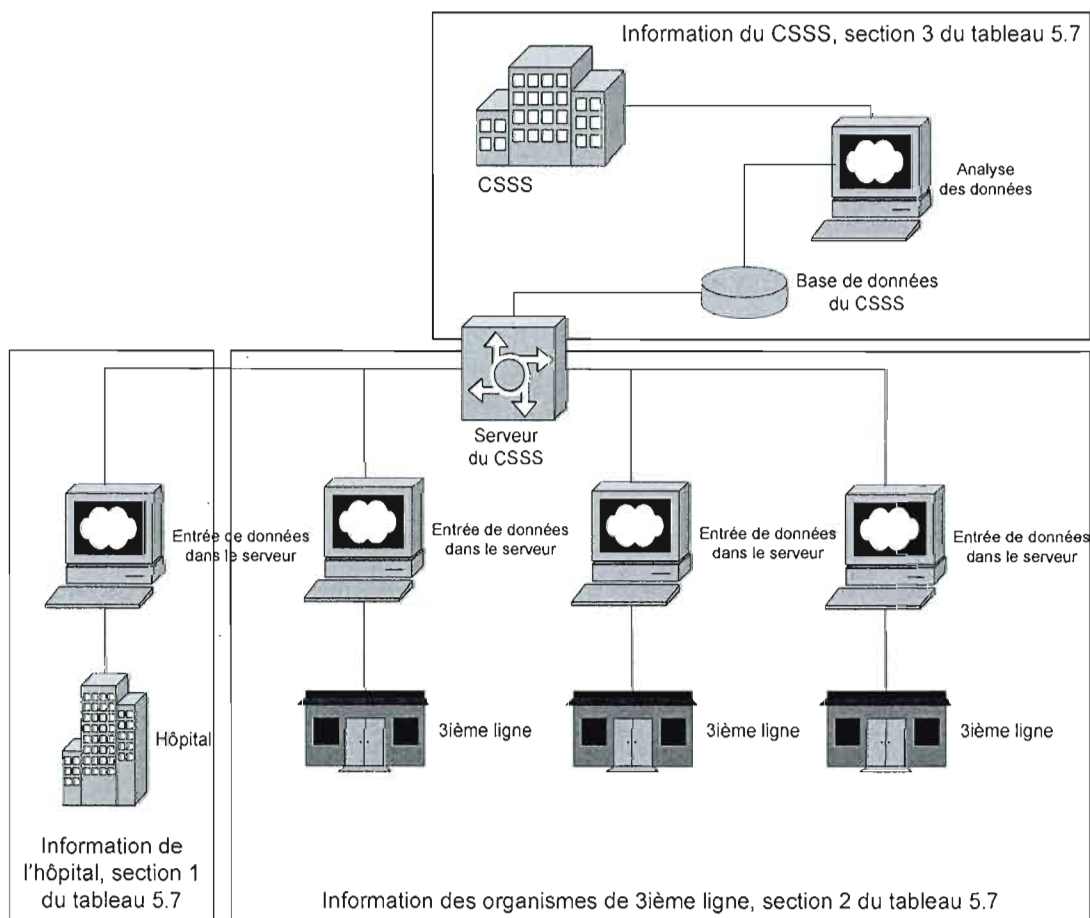 Information du CSSS, section 3 du tableau 5.7
CSSS
Analyse
des données
Base de données
du CSSS
Serveur
du CSSS
Entrée de données
dans le serveur
Entrée de données
dans le serveur
Entrée de données
dans le serveur
Entrée de données
dans le serveur
Hôpital
3ième ligne
3ième ligne
3ième ligne
Information de
l'hôpital, section 1
du tableau 5.7
Information des organismes de 3ième ligne, section 2 du tableau 5.7